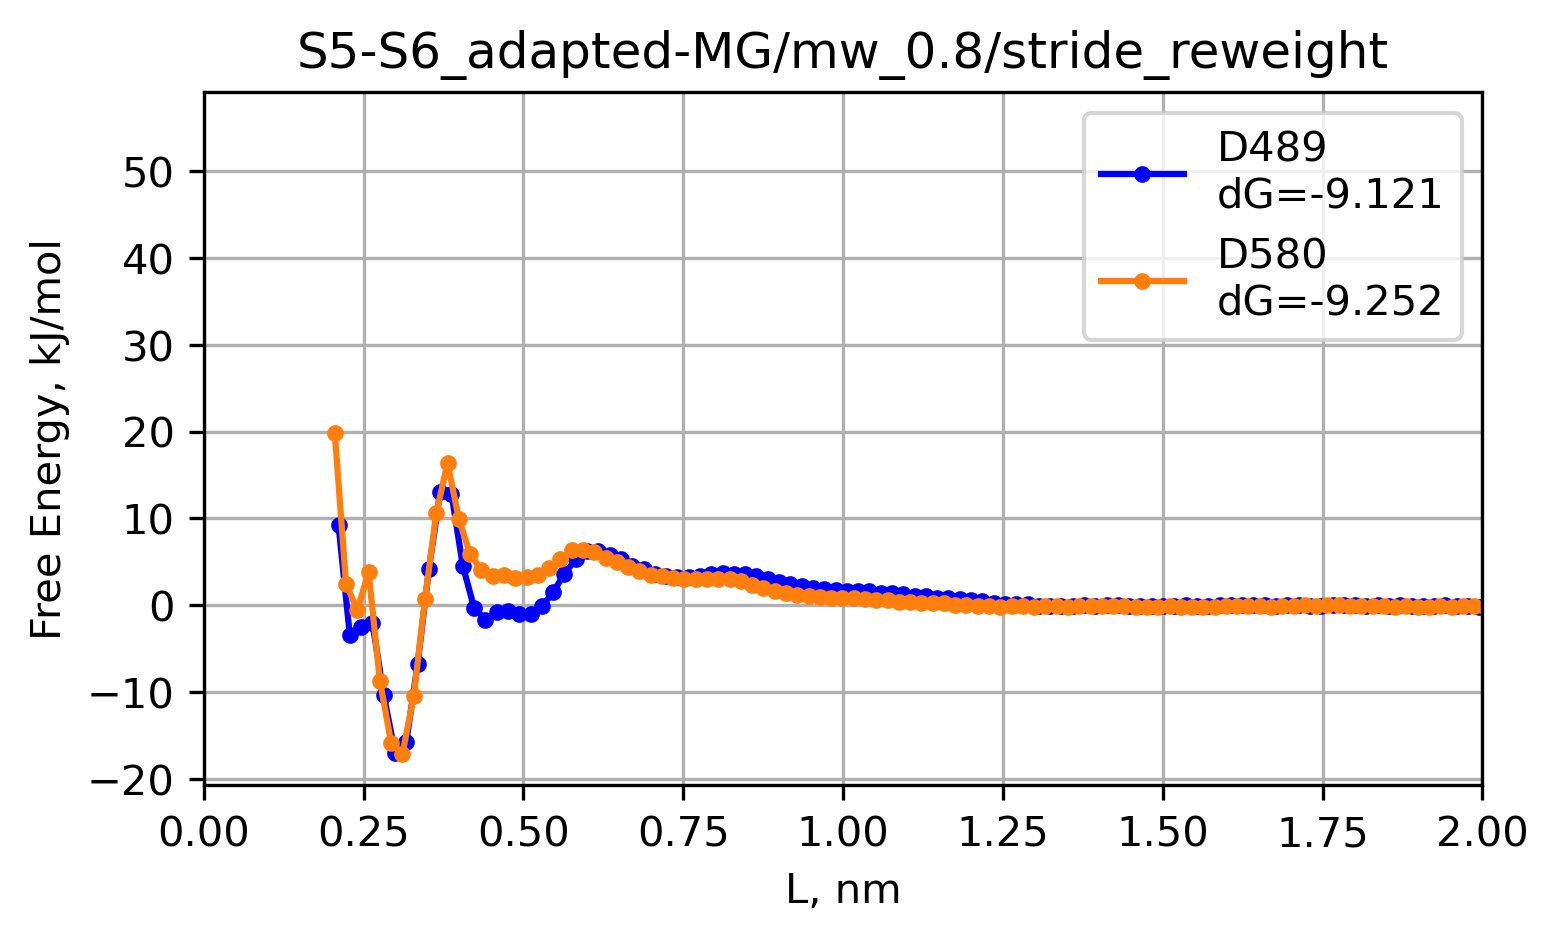 S5-S6_adapted-MG/mw_0.8/stride_reweight
D489
dG=-9.121
D580
dG=-9.252
Free Energy, kJ/mol
50
40
30
20
10
0
−10
−20
0.00 0.25 0.50 0.75 1.00 1.25 1.50 1.75 2.00
L, nm